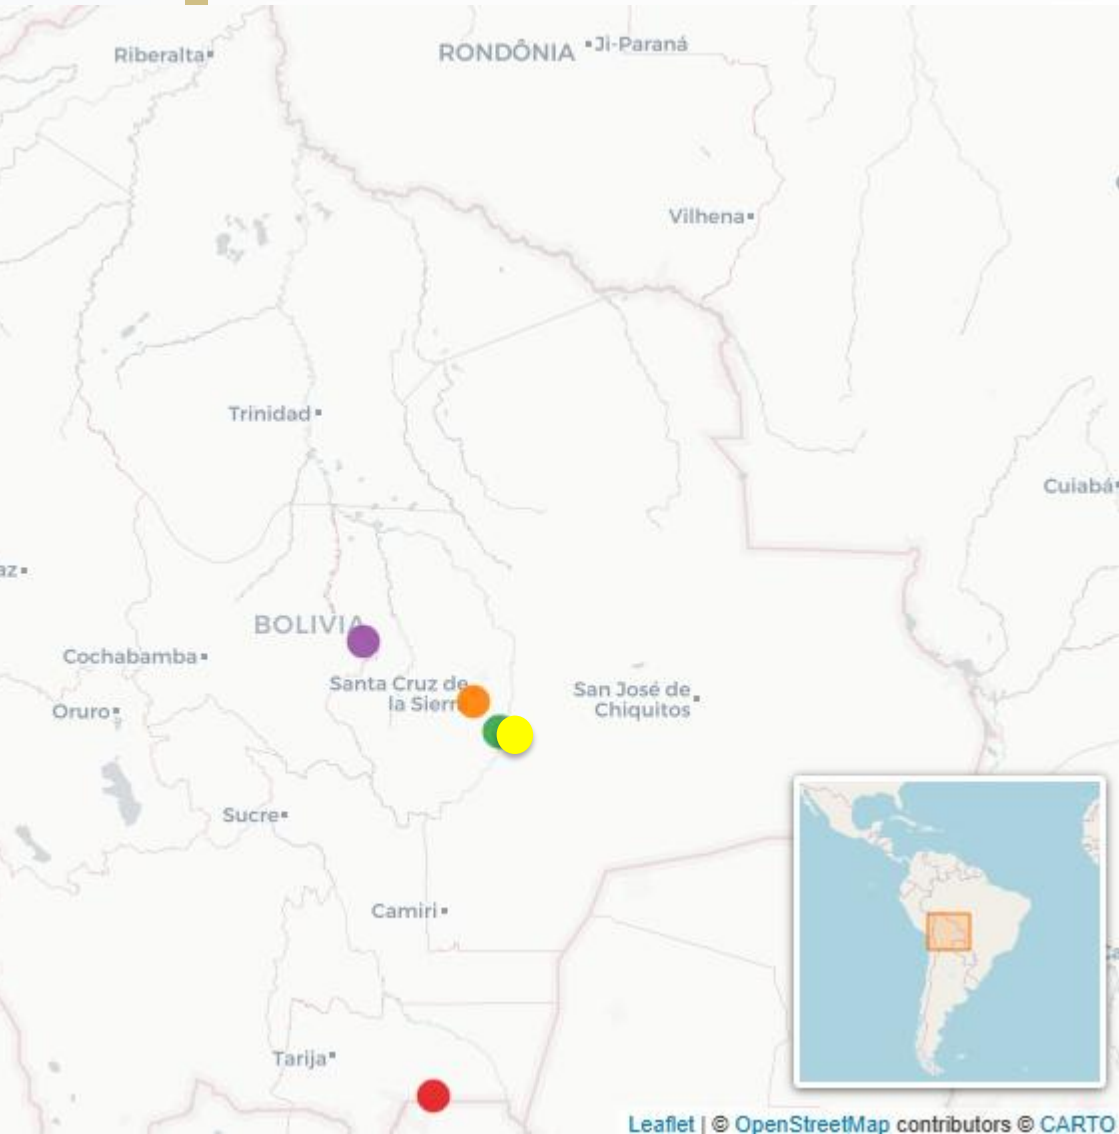 Riberalta
RONDÔNIA
Ji-Paraná
Vilhena
Trinidad
Cuiabá
az
BOLIVIA
Cochabamba
Santa Cruz de
la Sierra
San José de
Chiquitos
Oruro
Sucre
Camiri
Tarija
Leaflet | © OpenStreetMap contributors © CARTO